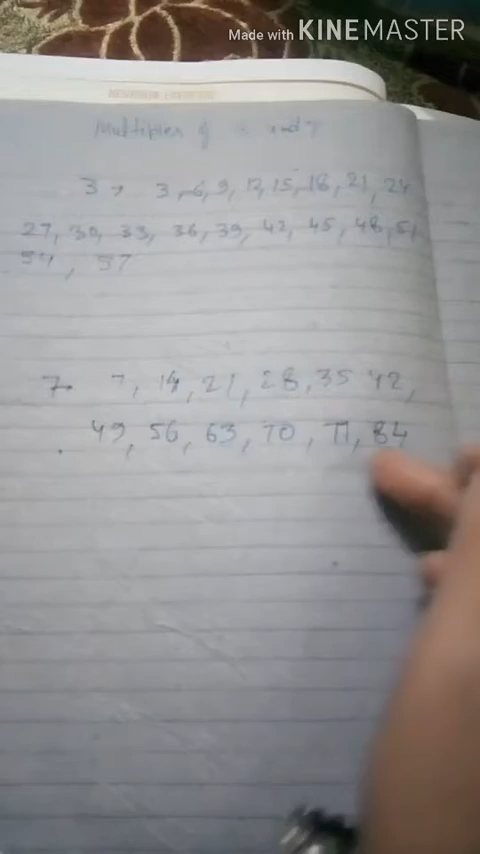 Made with KINEMASTER
Multiples of 3 and 7
3 → 3, 6, 9, 12, 15, 18, 21, 24
27, 30, 33, 36, 39, 42, 45, 48, 51,
54, 57
7. 7, 14, 21, 28, 35 42,
49, 56, 63, 70, 77, 84